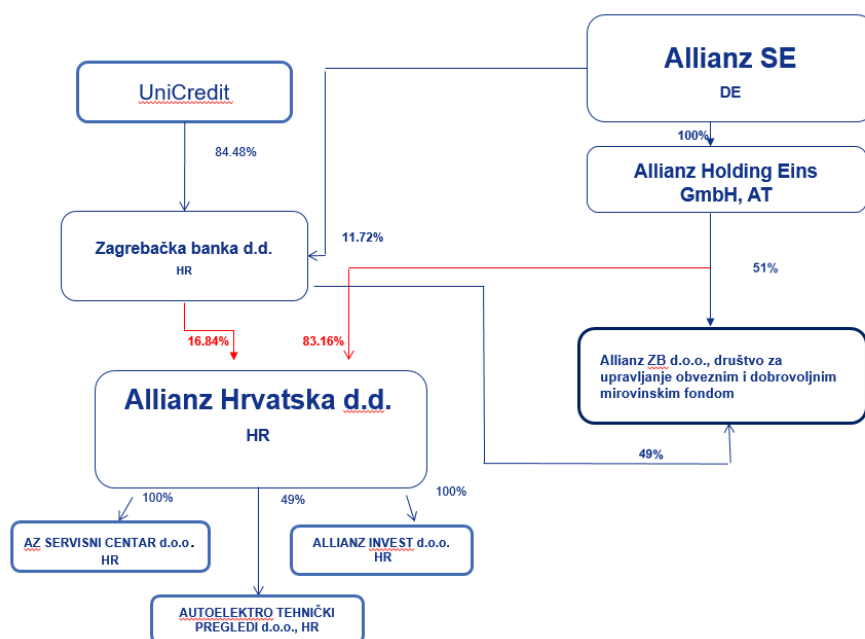 Allianz SE
DE
UniCredit
100%
84.48%
Allianz Holding Eins
GmbH, AT
Zagrebačka banka d.d.
HR
11.72%
51%
16.84%
83.16%
Allianz ZB d.o.o., društvo za
upravljanje obveznim i dobrovoljnim
mirovinskim fondom
Allianz Hrvatska d.d.
HR
49%
100%
49%
100%
AZ SERVISNI CENTAR d.o.o.
HR
ALLIANZ INVEST d.o.o.
HR
AUTOELEKTRO TEHNIČKI
PREGLEDI d.o.o., HR